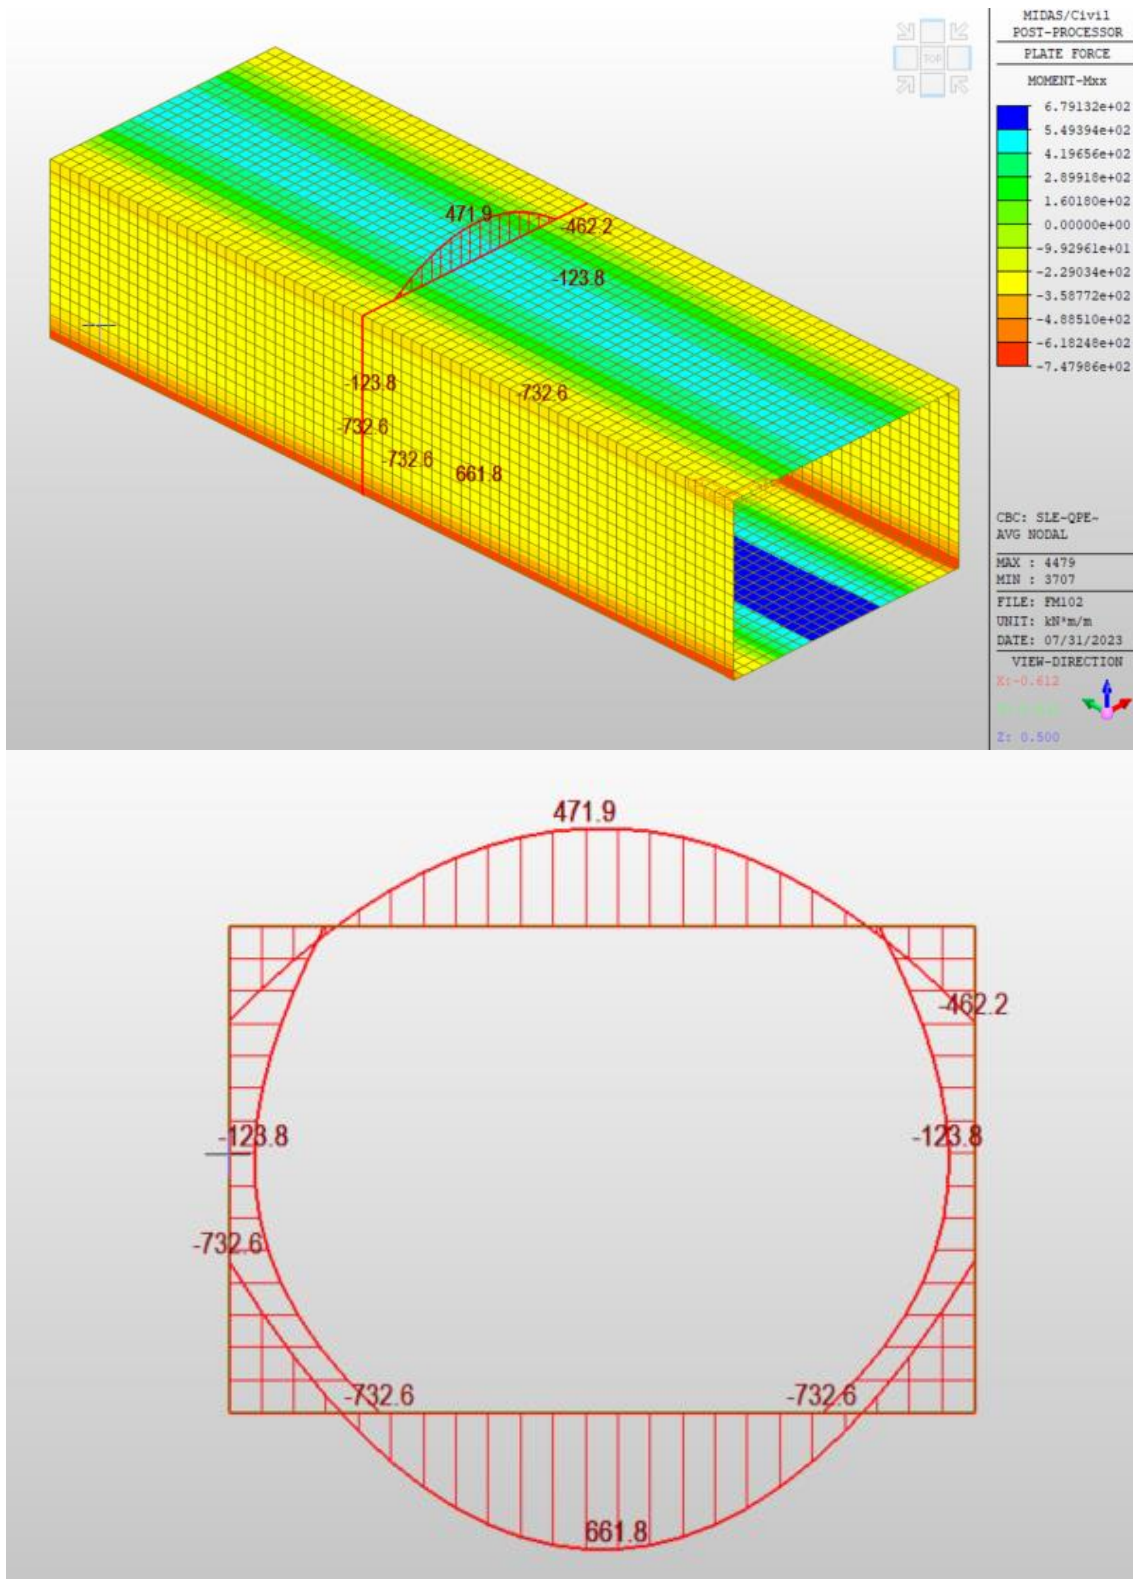 MIDAS/Civil
POST-PROCESSOR
PLATE FORCE
MOMENT-Mxx
6.79132e+02
5.49394e+02
4.19656e+02
2.89918e+02
1.60180e+02
0.00000e+00
-9.92961e+01
-2.29034e+02
-3.58772e+02
-4.88510e+02
-6.18248e+02
-7.47986e+02
CBC: SLE-QPE~
AVG NODAL
MAX : 4479
MIN : 3707
FILE: FM102
UNIT: kN*m/m
DATE: 07/31/2023
VIEW-DIRECTION
X:-0.612
Z: 0.500
TOP
471.9
-462.2
-123.8
-123.8
-732.6
-732.6
-732.6
661.8
471.9
-462.2
-123.8
-123.8
-732.6
-732.6
-732.6
661.8